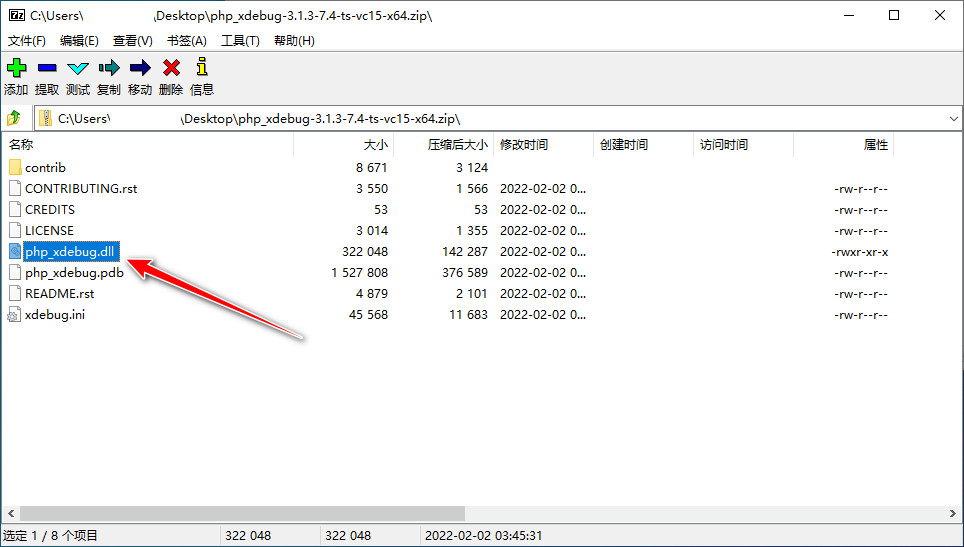 C:\Users\ \Desktop\php_xdebug-3.1.3-7.4-ts-vc15-x64.zip\
文件(F) 编辑(E) 查看(V) 书签(A) 工具(T) 帮助(H)
添加 提取 测试 复制 移动 删除 信息
C:\Users\ \Desktop\php_xdebug-3.1.3-7.4-ts-vc15-x64.zip\
名称 大小 压缩后大小 修改时间 创建时间 访问时间 属性
contrib 8 671 3 124
CONTRIBUTING.rst 3 550 1 566 2022-02-02 0... -rw-r--r--
CREDITS 53 53 2022-02-02 0... -rw-r--r--
LICENSE 3 014 1 355 2022-02-02 0... -rw-r--r--
php_xdebug.dll 322 048 142 287 2022-02-02 0... -rwxr-xr-x
php_xdebug.pdb 1 527 808 376 589 2022-02-02 0... -rw-r--r--
README.rst 4 879 2 101 2022-02-02 0... -rw-r--r--
xdebug.ini 45 568 11 683 2022-02-02 0... -rw-r--r--
选定 1 / 8 个项目 322 048 322 048 2022-02-02 03:45:31